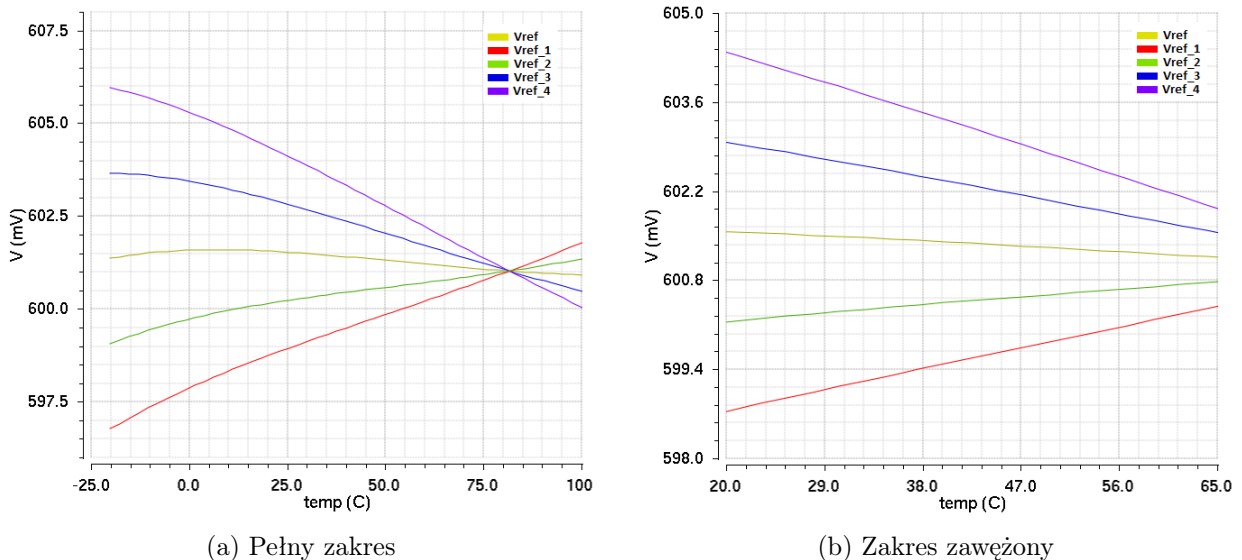 607.5
605.0
602.5
600.0
597.5
V (mV)
Vref
Vref_1
Vref_2
Vref_3
Vref_4
-25.0 0.0 25.0 50.0 75.0 100
temp (C)
(a) Pełny zakres
605.0
603.6
602.2
600.8
599.4
598.0
V (mV)
Vref
Vref_1
Vref_2
Vref_3
Vref_4
20.0 29.0 38.0 47.0 56.0 65.0
temp (C)
(b) Zakres zawężony